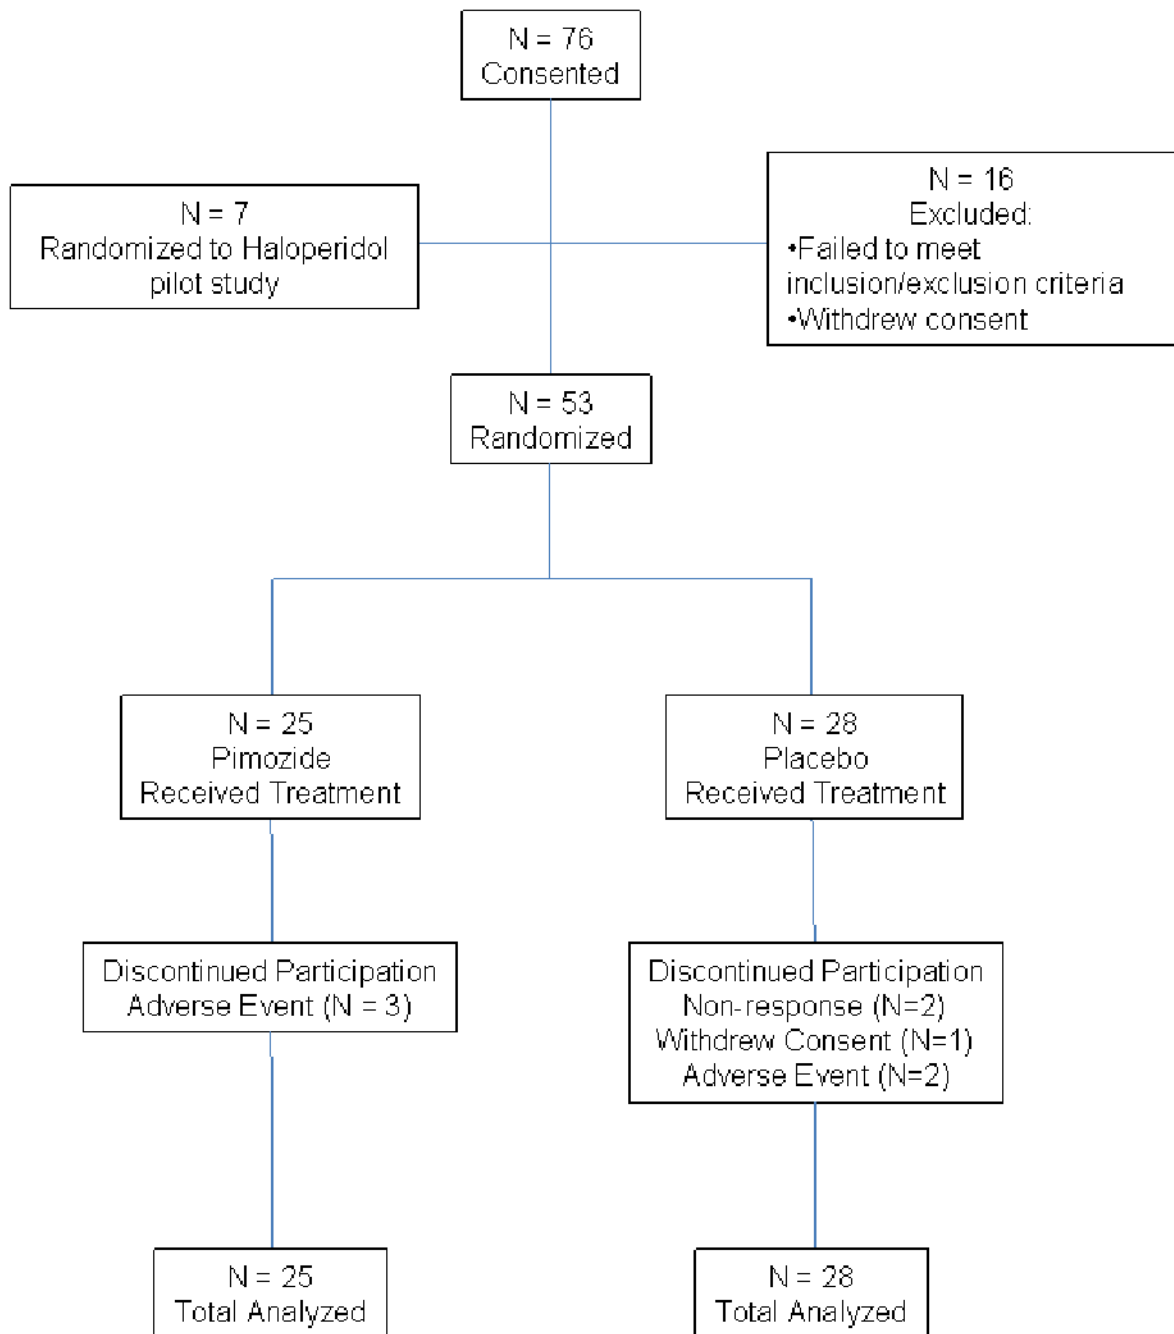 N = 76
Consented
N = 7
Randomized to Haloperidol
pilot study
N = 16
Excluded:
•Failed to meet
inclusion/exclusion criteria
•Withdrew consent
N = 53
Randomized
N = 25
Pimozide
Received Treatment
N = 28
Placebo
Received Treatment
Discontinued Participation
Adverse Event (N = 3)
Discontinued Participation
Non-response (N=2)
Withdrew Consent (N=1)
Adverse Event (N=2)
N = 25
Total Analyzed
N = 28
Total Analyzed